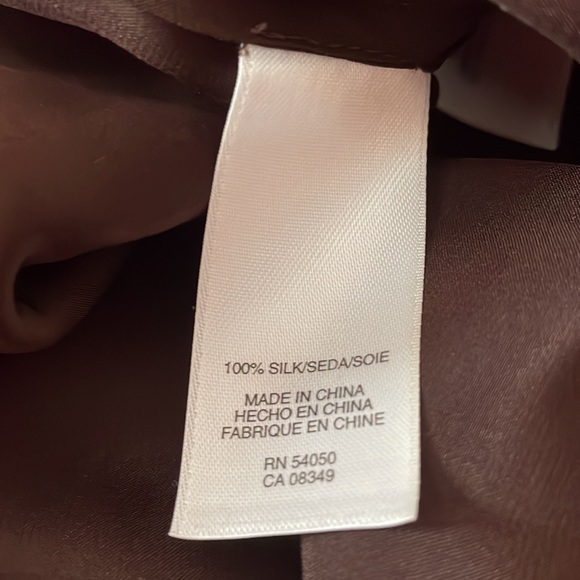 100% SILK/SEDA/SOIE
MADE IN CHINA
HECHO EN CHINA
FABRIQUE EN CHINE
RN 54050
CA 08349